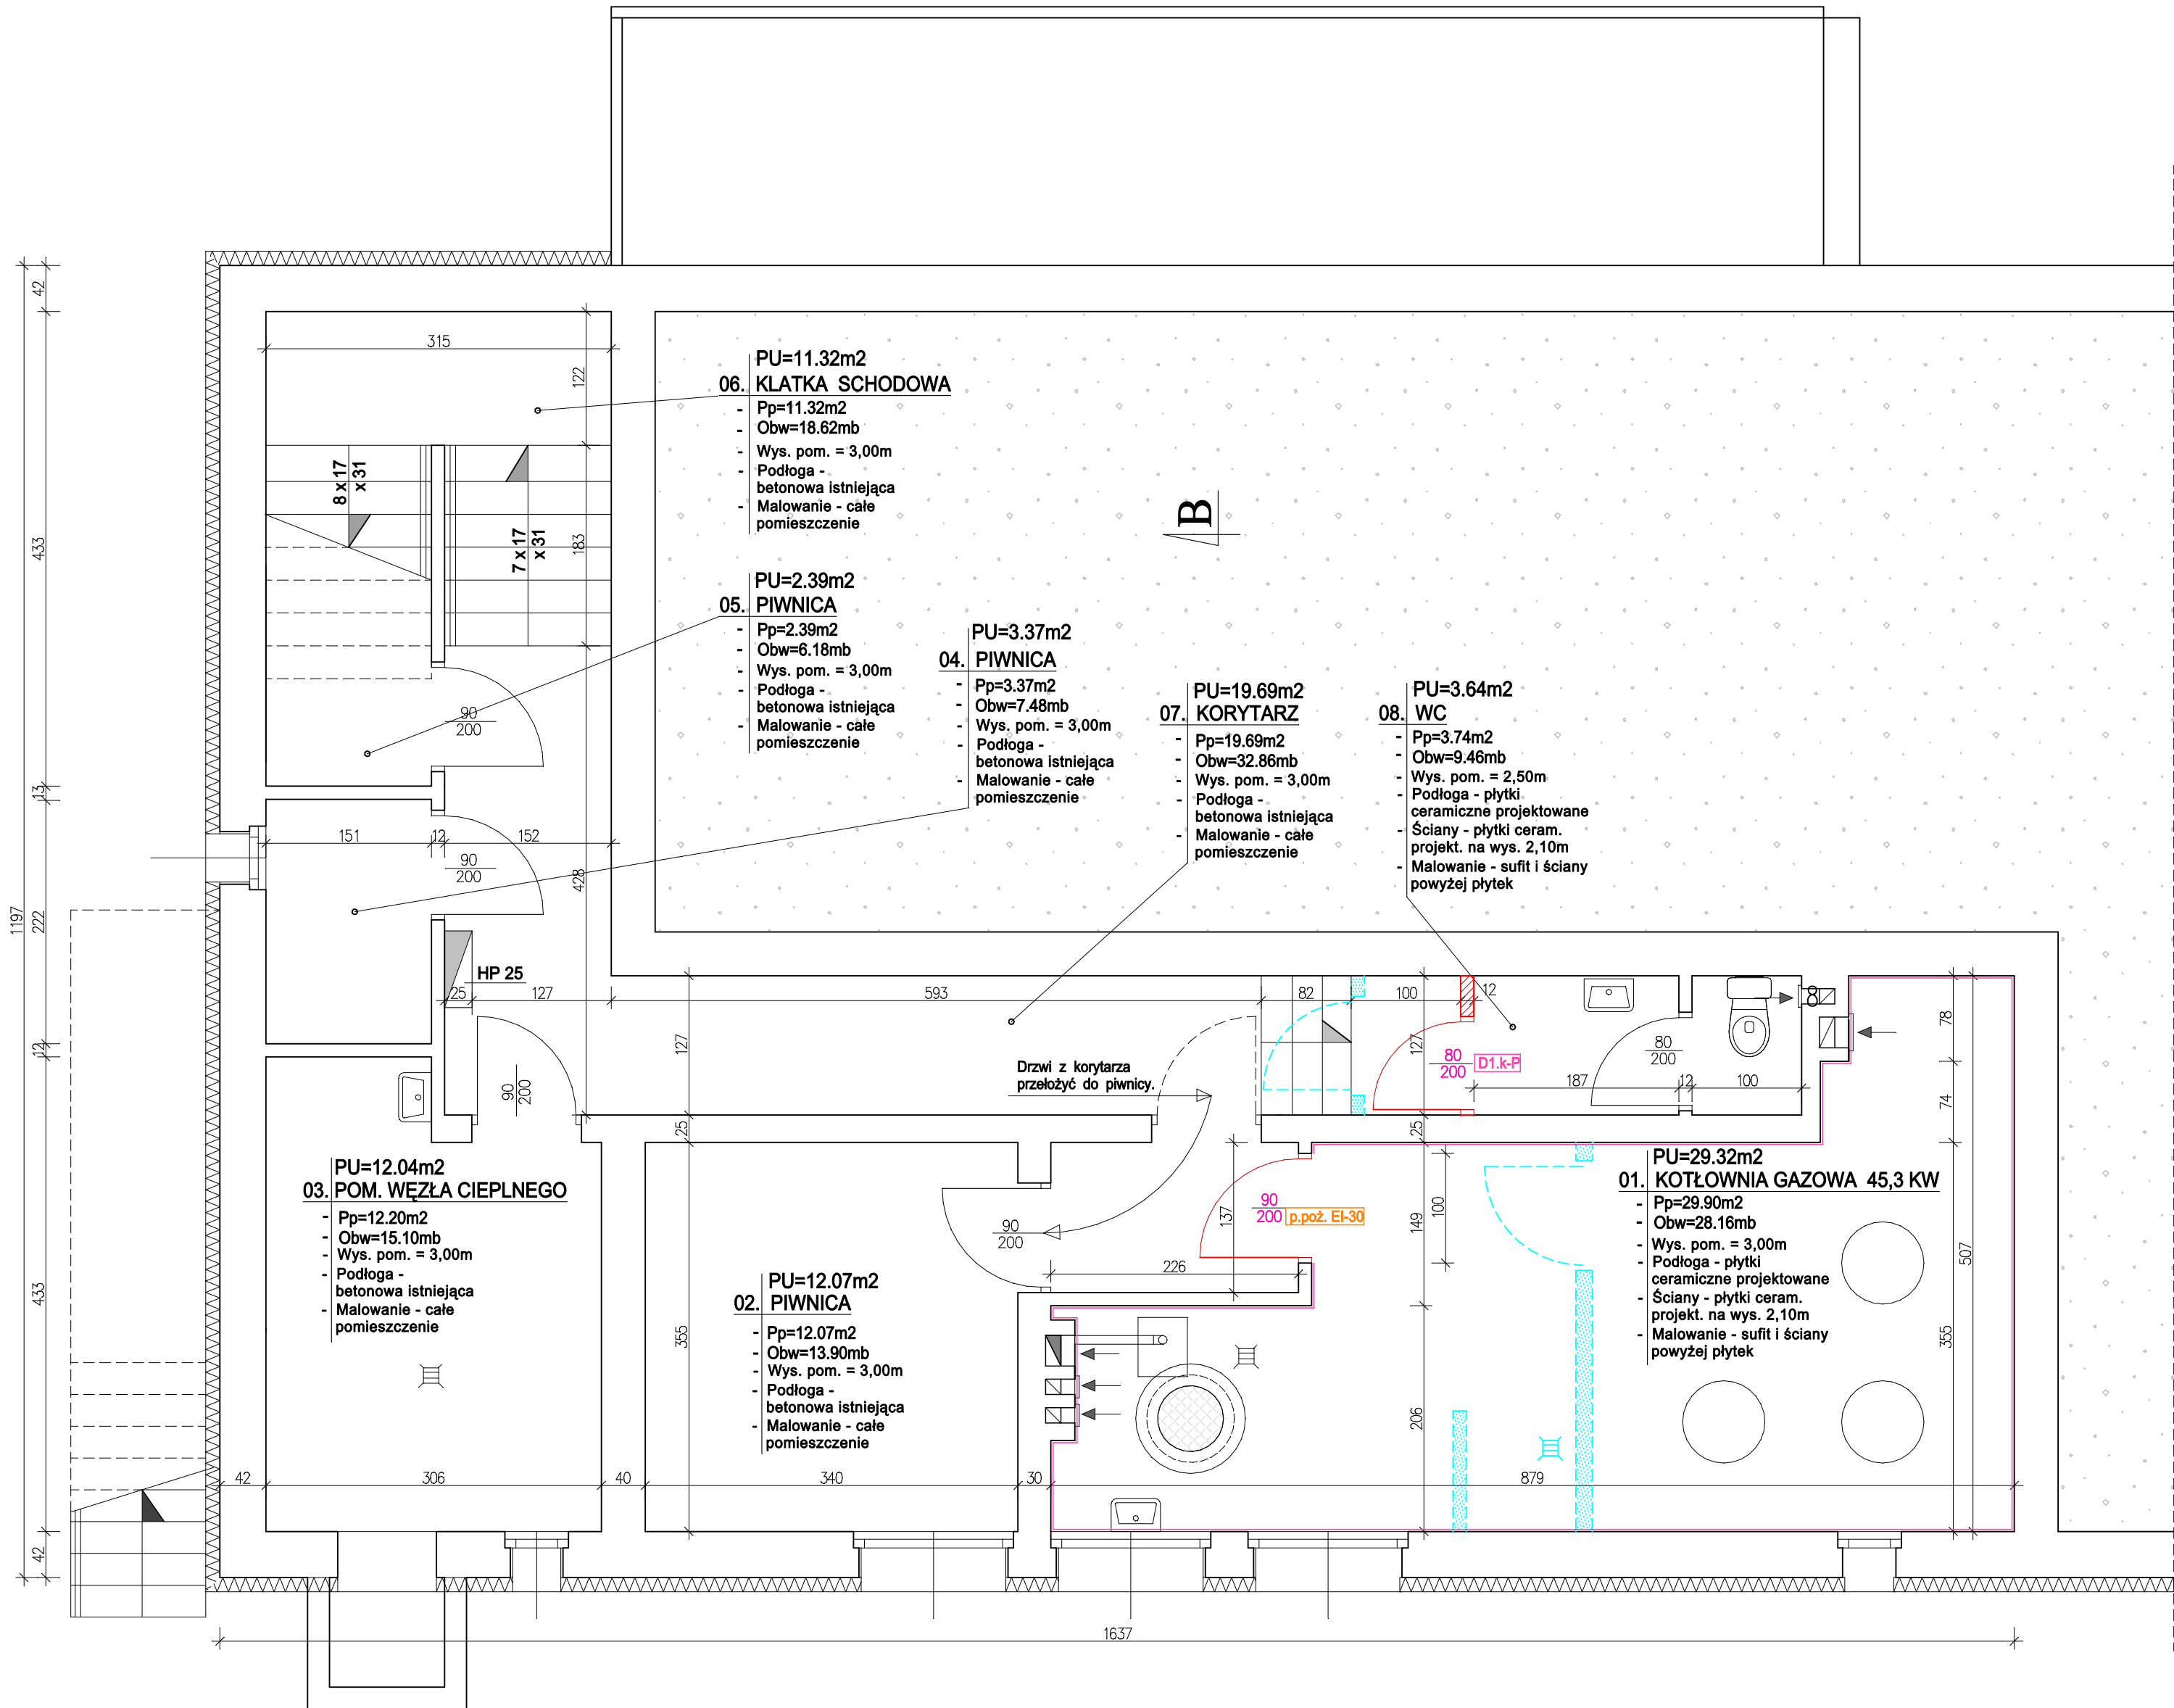 315
122
PU=11.32m2
06. KLATKA SCHODOWA
- Pp=11.32m2
- Obw=18.62mb
- Wys. pom. = 3,00m
- Podłoga -
betonowa istniejąca
- Malowanie - całe
pomieszczenie
8 x 17
x 31
7 x 17
x 31
183
B
PU=2.39m2
05. PIWNICA
- Pp=2.39m2
- Obw=6.18mb
- Wys. pom. = 3,00m
- Podłoga -
betonowa istniejąca
- Malowanie - całe
pomieszczenie
PU=3.37m2
04. PIWNICA
- Pp=3.37m2
- Obw=7.48mb
- Wys. pom. = 3,00m
- Podłoga -
betonowa istniejąca
- Malowanie - całe
pomieszczenie
PU=19.69m2
07. KORYTARZ
- Pp=19.69m2
- Obw=32.86mb
- Wys. pom. = 3,00m
- Podłoga -
betonowa istniejąca
- Malowanie - całe
pomieszczenie
PU=3.64m2
08. WC
- Pp=3.74m2
- Obw=9.46mb
- Wys. pom. = 2,50m
- Podłoga - płytki
ceramiczne projektowane
- Ściany - płytki ceram.
projekt. na wys. 2,10m
- Malowanie - sufit i ściany
powyżej płytek
42
433
13
222
12
433
42
1197
90
200
151 12 152
90
200
428
HP 25
25 127 593 82 100 12
8
127
127
78
74
507
90
200
Drzwi z korytarza
przełożyć do piwnicy.
80
200
D1.k-P
80
200
187 12 100
25
25
PU=12.04m2
03. POM. WĘZŁA CIEPLNEGO
- Pp=12.20m2
- Obw=15.10mb
- Wys. pom. = 3,00m
- Podłoga -
betonowa istniejąca
- Malowanie - całe
pomieszczenie
PU=12.07m2
02. PIWNICA
- Pp=12.07m2
- Obw=13.90mb
- Wys. pom. = 3,00m
- Podłoga -
betonowa istniejąca
- Malowanie - całe
pomieszczenie
355
90
200
137
90
200
p.poż. EI-30
226
149
100
206
PU=29.32m2
01. KOTŁOWNIA GAZOWA 45,3 KW
- Pp=29.90m2
- Obw=28.16mb
- Wys. pom. = 3,00m
- Podłoga - płytki
ceramiczne projektowane
- Ściany - płytki ceram.
projekt. na wys. 2,10m
- Malowanie - sufit i ściany
powyżej płytek
355
42 306 40 340 30 879
1637